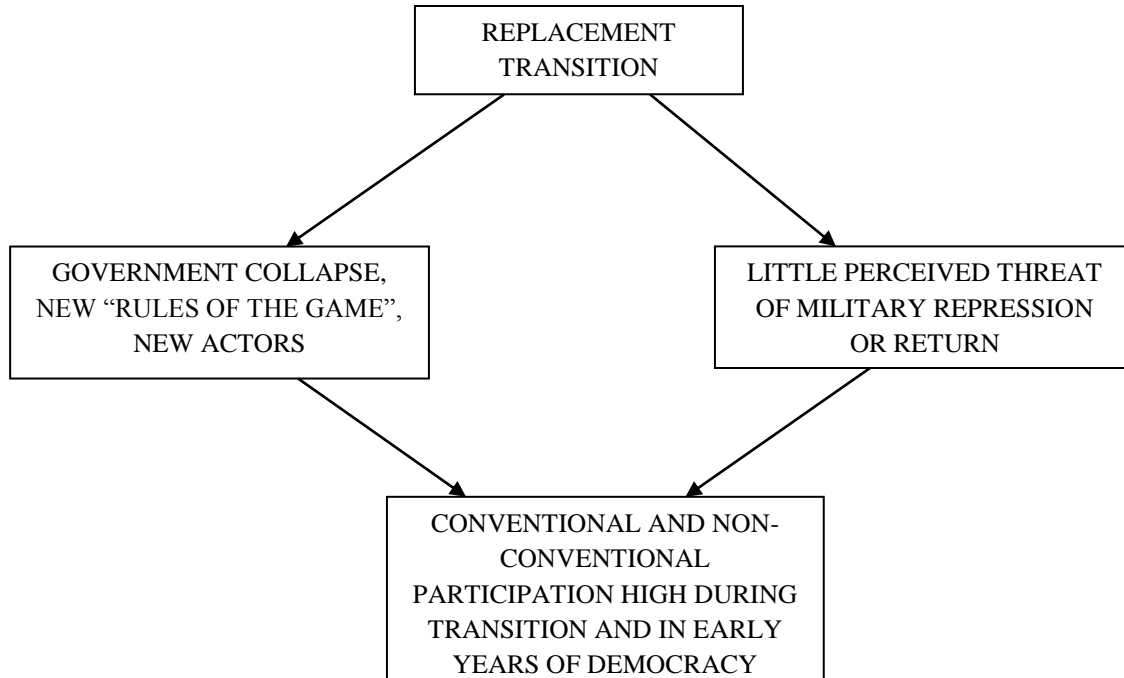 REPLACEMENT
TRANSITION
GOVERNMENT COLLAPSE,
NEW “RULES OF THE GAME”,
NEW ACTORS
LITTLE PERCEIVED THREAT
OF MILITARY REPRESSION
OR RETURN
CONVENTIONAL AND NON-
CONVENTIONAL
PARTICIPATION HIGH DURING
TRANSITION AND IN EARLY
YEARS OF DEMOCRACY